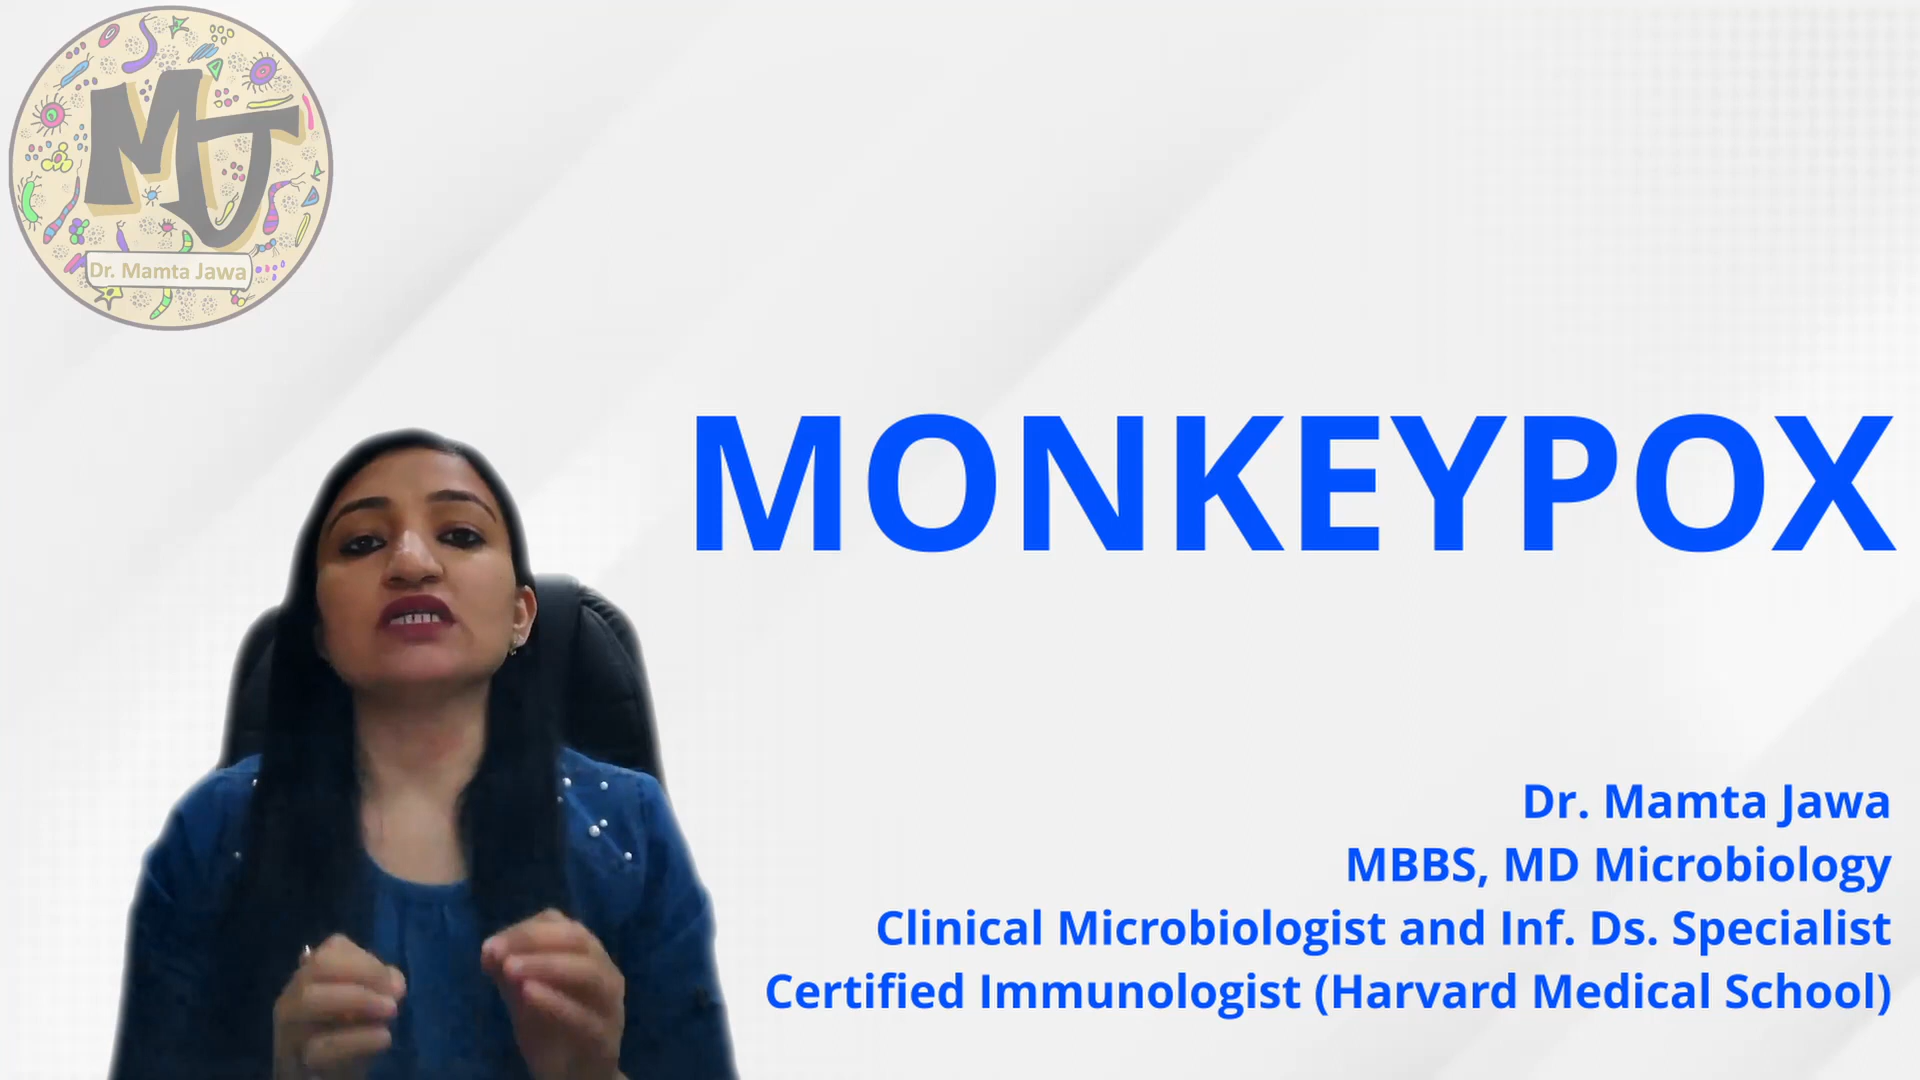 MJ
Dr. Mamta Jawa
MONKEYPOX
Dr. Mamta Jawa
MBBS, MD Microbiology
Clinical Microbiologist and Inf. Ds. Specialist
Certified Immunologist (Harvard Medical School)